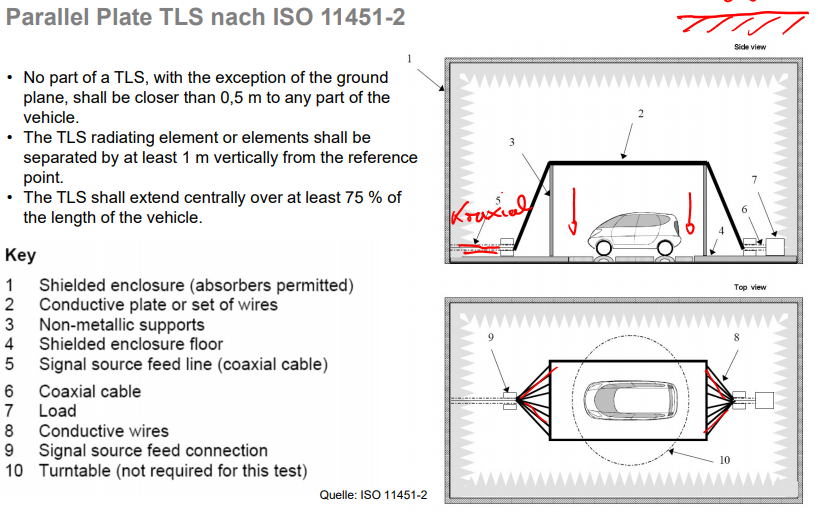 Parallel Plate TLS nach ISO 11451-2
• No part of a TLS, with the exception of the ground
plane, shall be closer than 0,5 m to any part of the
vehicle.
• The TLS radiating element or elements shall be
separated by at least 1 m vertically from the reference
point.
• The TLS shall extend centrally over at least 75 % of
the length of the vehicle.
Key
1 Shielded enclosure (absorbers permitted)
2 Conductive plate or set of wires
3 Non-metallic supports
4 Shielded enclosure floor
5 Signal source feed line (coaxial cable)
6 Coaxial cable
7 Load
8 Conductive wires
9 Signal source feed connection
10 Turntable (not required for this test)
Quelle: ISO 11451-2
Side view
1
2
3
7
5
6
4
Top view
9
8
10